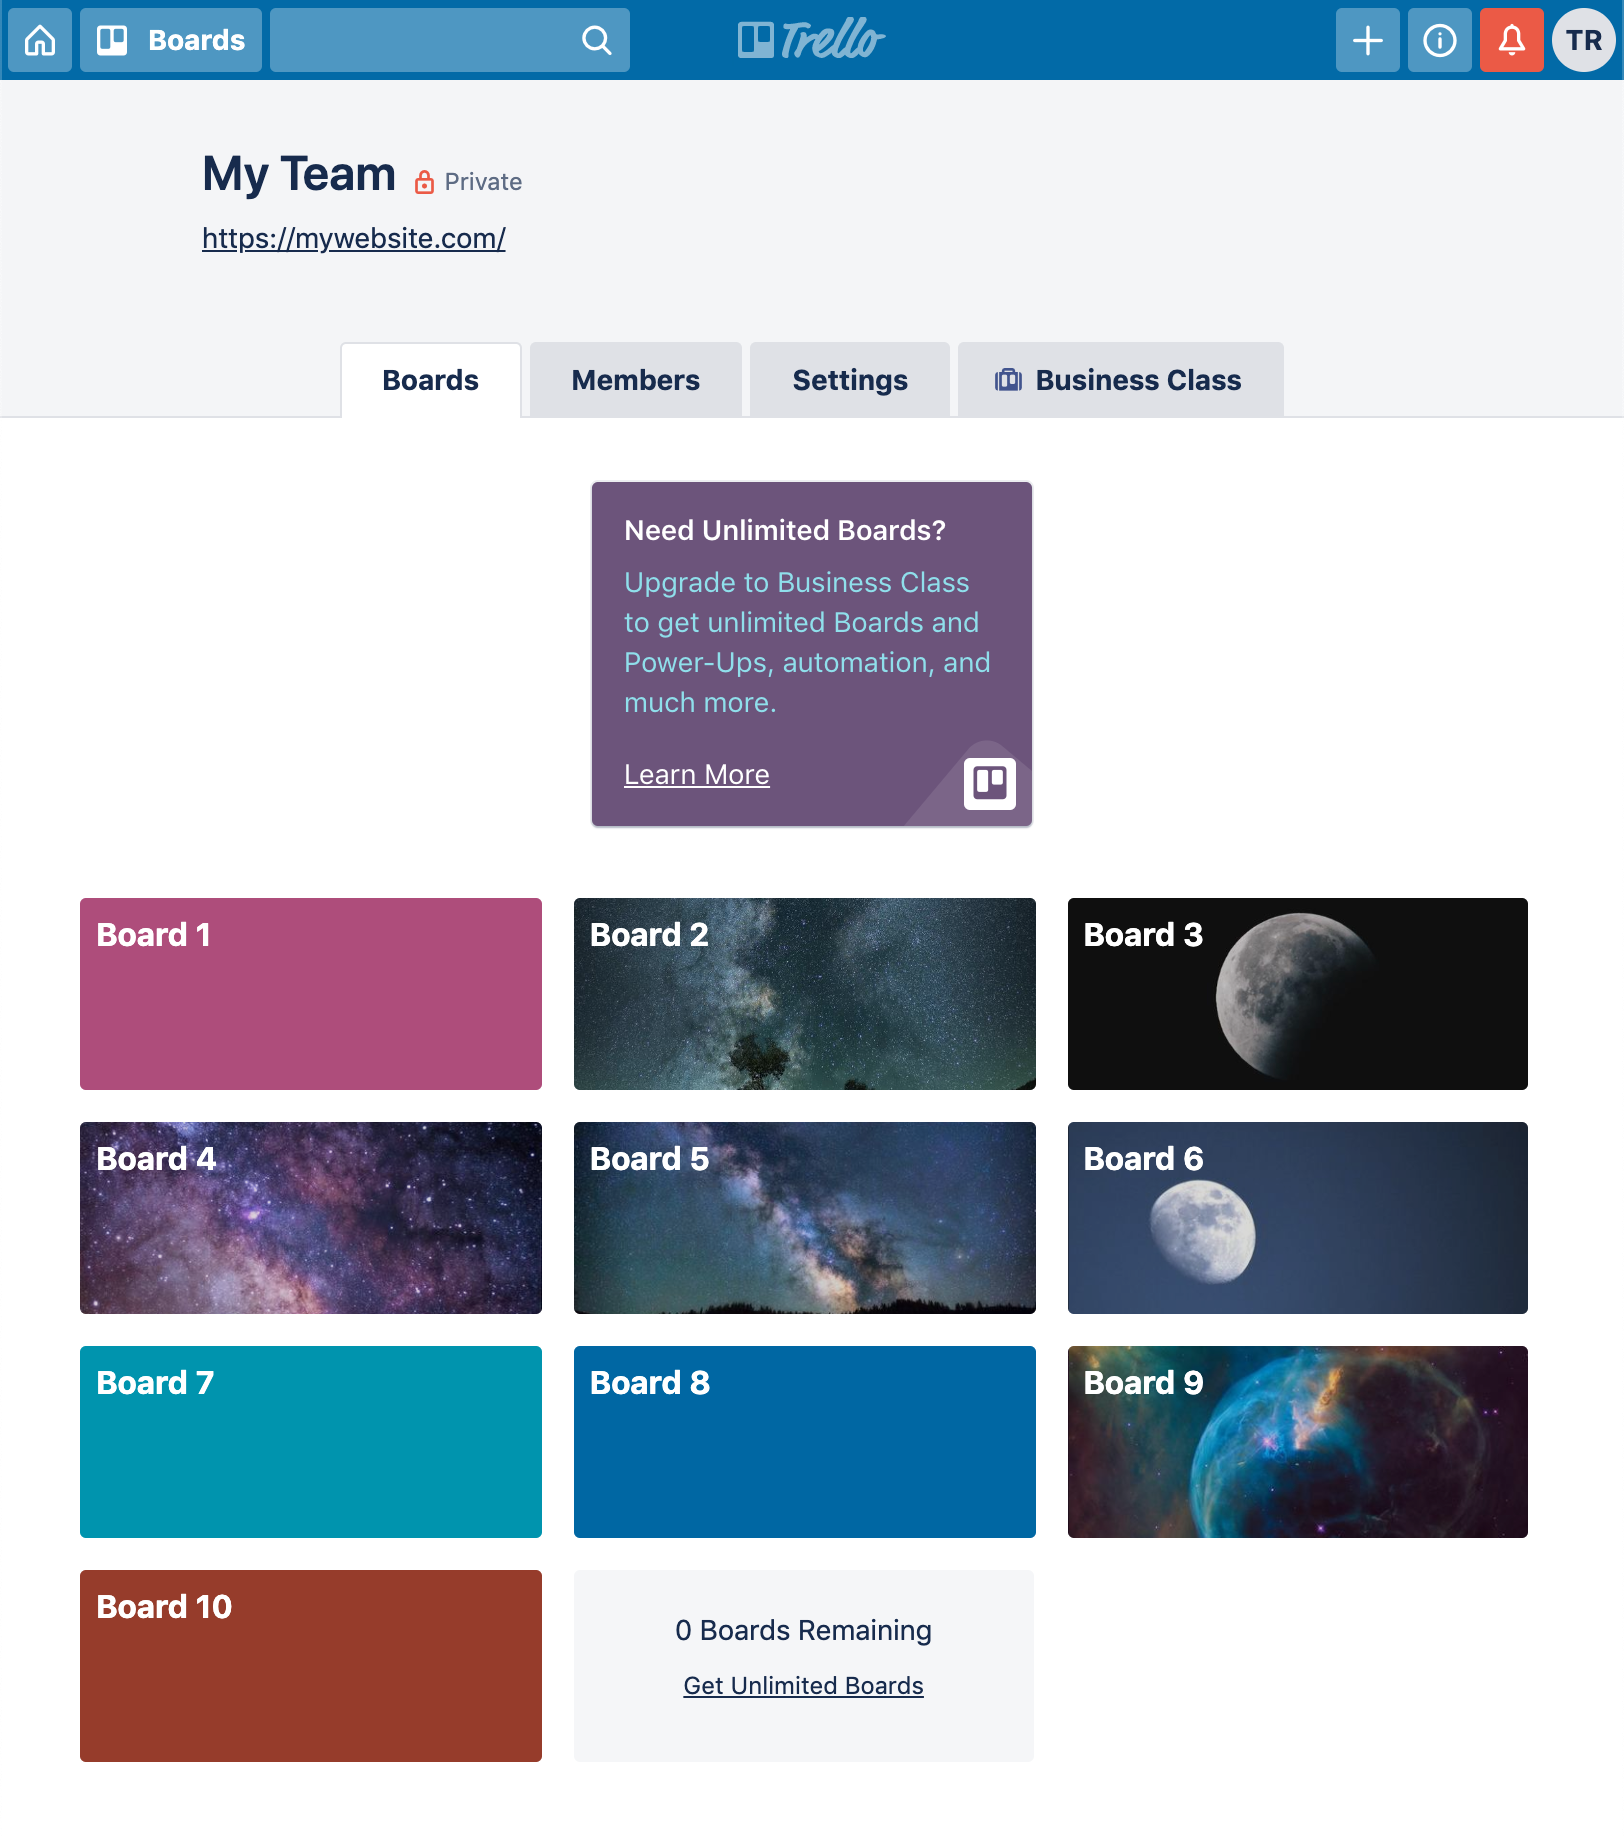 Boards
Trello
TR
My Team
Private
https://mywebsite.com/
Boards
Members
Settings
Business Class
Need Unlimited Boards?
Upgrade to Business Class
to get unlimited Boards and
Power-Ups, automation, and
much more.
Learn More
Board 1
Board 2
Board 3
Board 4
Board 5
Board 6
Board 7
Board 8
Board 9
Board 10
0 Boards Remaining
Get Unlimited Boards